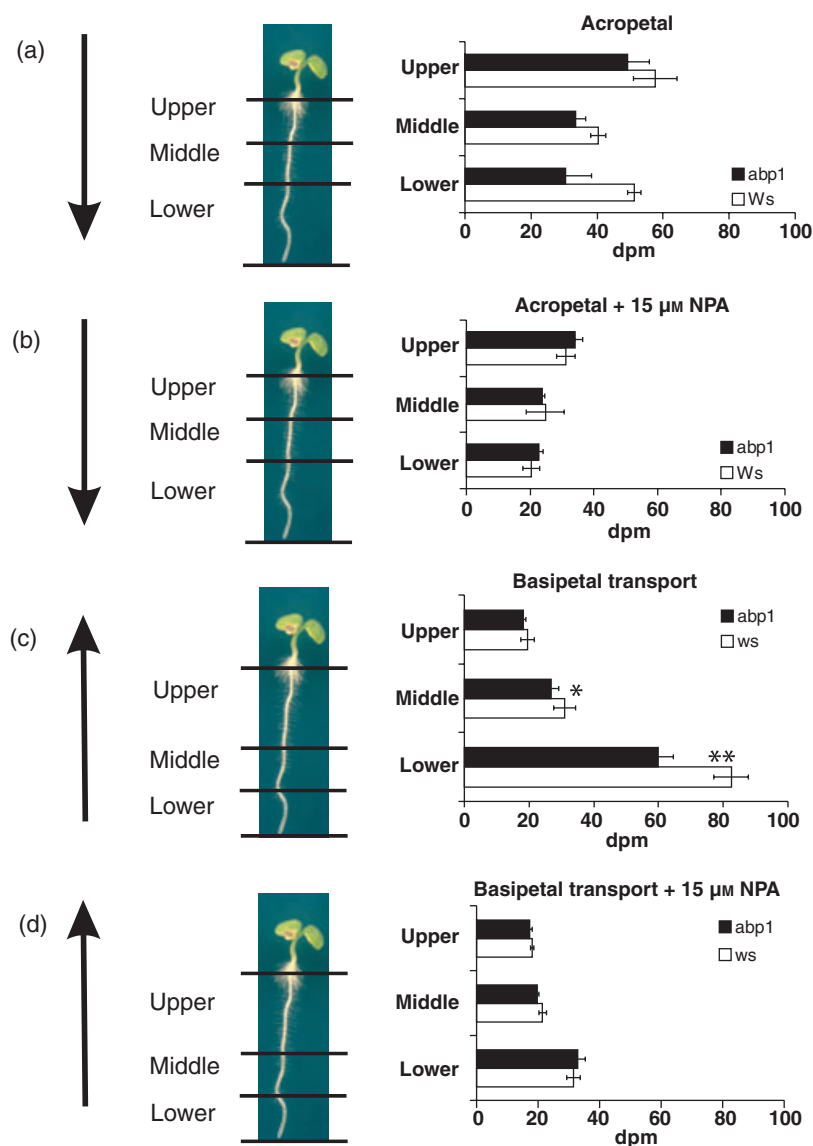 (a)
Upper
Middle
Lower
Acropetal
Upper
Middle
Lower
abp1
Ws
0 20 40 60 80 100
dpm
(b)
Upper
Middle
Lower
Acropetal + 15 μM NPA
Upper
Middle
Lower
abp1
Ws
0 20 40 60 80 100
dpm
(c)
Upper
Middle
Lower
Basipetal transport
Upper
Middle *
Lower **
abp1
ws
0 20 40 60 80 100
dpm
(d)
Upper
Middle
Lower
Basipetal transport + 15 μM NPA
Upper
Middle
Lower
abp1
ws
0 20 40 60 80 100
dpm